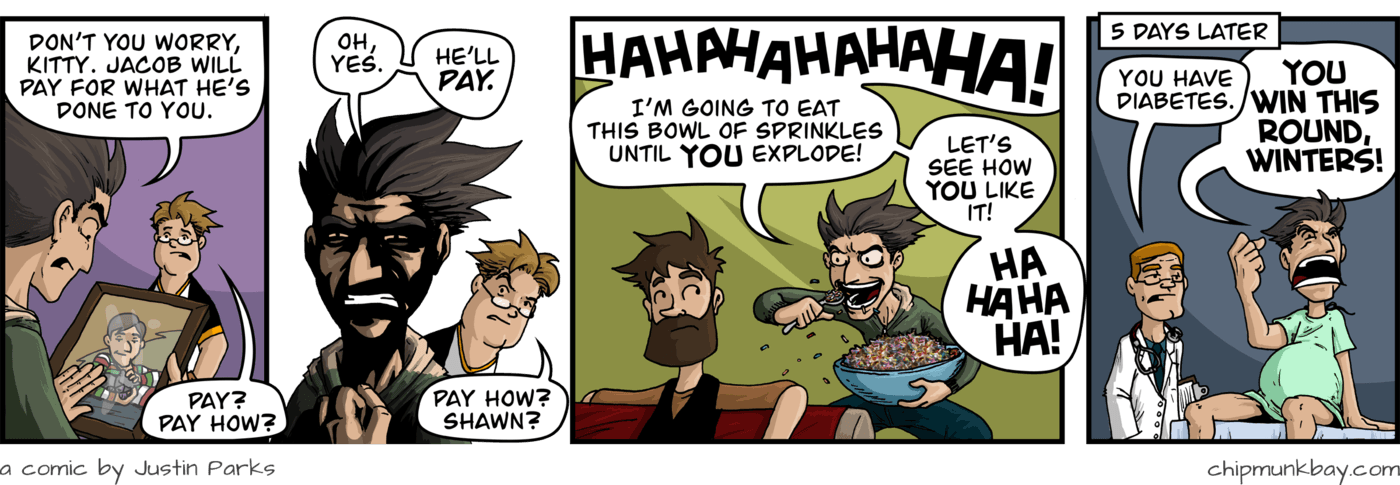 DON'T YOU WORRY,
KITTY. JACOB WILL
PAY FOR WHAT HE'S
DONE TO YOU.
PAY?
PAY HOW?
OH,
YES.
HE'LL
PAY.
PAY HOW?
SHAWN?
HAHAHAHAHAHA!
I'M GOING TO EAT
THIS BOWL OF SPRINKLES
UNTIL YOU EXPLODE!
LET'S
SEE HOW
YOU LIKE
IT!
HA
HAHA
HA!
5 DAYS LATER
YOU HAVE
DIABETES.
YOU
WIN THIS
ROUND,
WINTERS!
a comic by Justin Parks
chipmunkbay.com